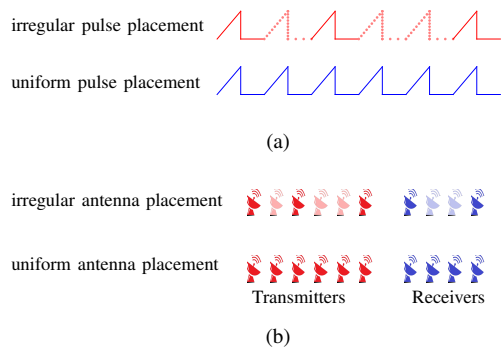 irregular pulse placement
uniform pulse placement
(a)
irregular antenna placement
uniform antenna placement
Transmitters Receivers
(b)